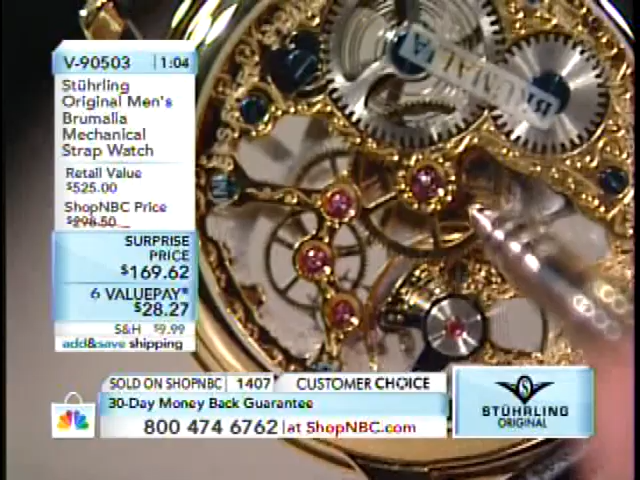 V-90503 1:04
Stührling
Original Men's
Brumalla
Mechanical
Strap Watch
Retail Value
$525.00
ShopNBC Price
$298.50
SURPRISE
PRICE
$169.62
6 VALUEPAY®
$28.27
S&H $9.99
add&save shipping
SOLD ON SHOPNBC 1407 CUSTOMER CHOICE
30-Day Money Back Guarantee
800 474 6762 at ShopNBC.com
STÜHRLING
ORIGINAL